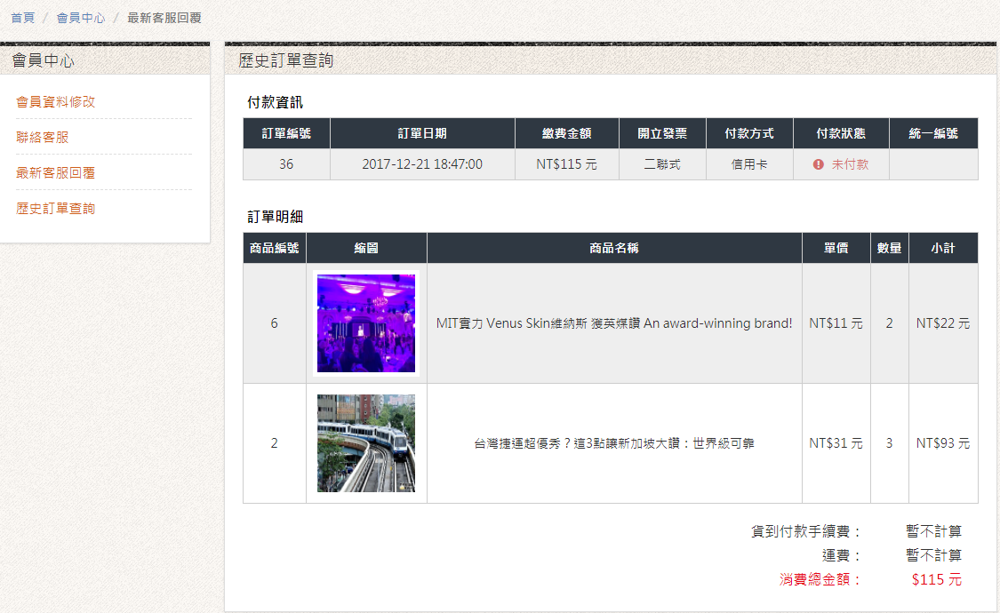 首頁 / 會員中心 / 最新客服回覆
會員中心
會員資料修改
聯絡客服
最新客服回覆
歷史訂單查詢
歷史訂單查詢
付款資訊
訂單編號 訂單日期 繳費金額 開立發票 付款方式 付款狀態 統一編號
36 2017-12-21 18:47:00 NT$115 元 二聯式 信用卡 未付款
訂單明細
商品編號 縮圖 商品名稱 單價 數量 小計
6 MIT實力 Venus Skin維納斯 獲英媒讚 An award-winning brand! NT$11 元 2 NT$22 元
2 台灣捷運超優秀？這3點讓新加坡大讚：世界級可靠 NT$31 元 3 NT$93 元
貨到付款手續費： 暫不計算
運費： 暫不計算
消費總金額： $115 元